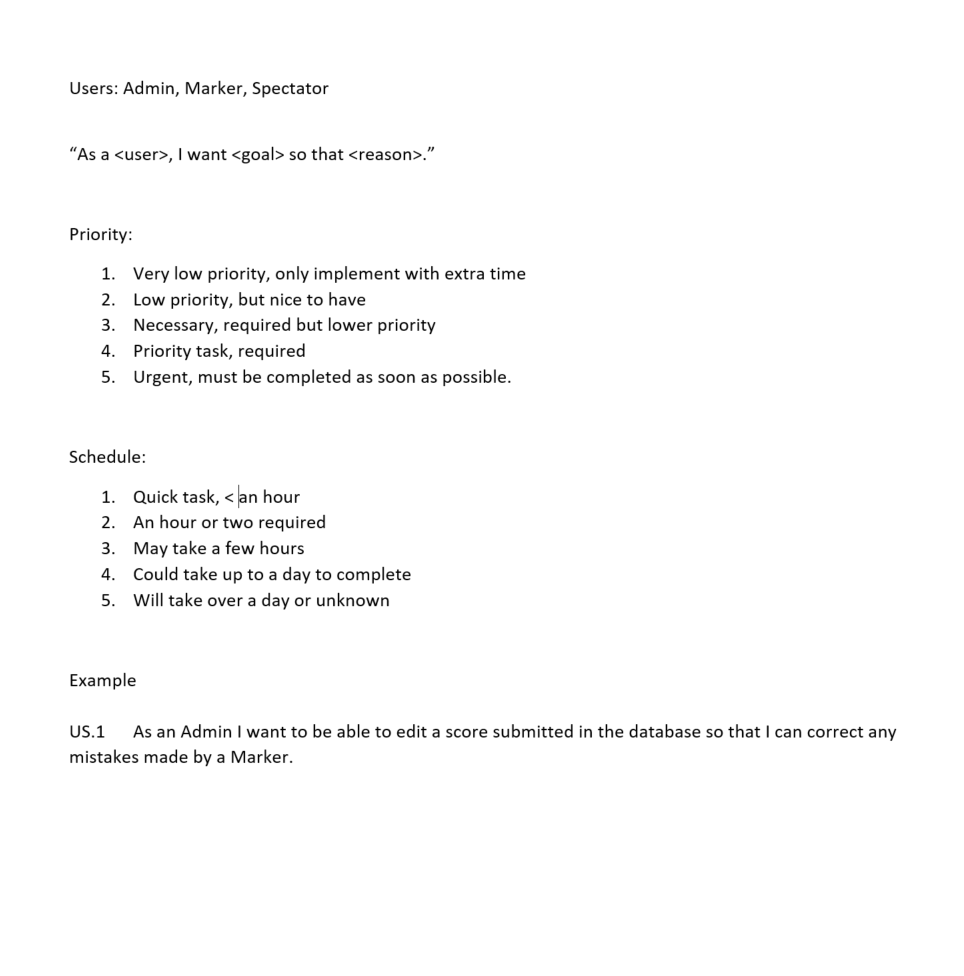 Users: Admin, Marker, Spectator
“As a <user>, I want <goal> so that <reason>.”
Priority:
1. Very low priority, only implement with extra time
2. Low priority, but nice to have
3. Necessary, required but lower priority
4. Priority task, required
5. Urgent, must be completed as soon as possible.
Schedule:
1. Quick task, < an hour
2. An hour or two required
3. May take a few hours
4. Could take up to a day to complete
5. Will take over a day or unknown
Example
US.1 As an Admin I want to be able to edit a score submitted in the database so that I can correct any
mistakes made by a Marker.